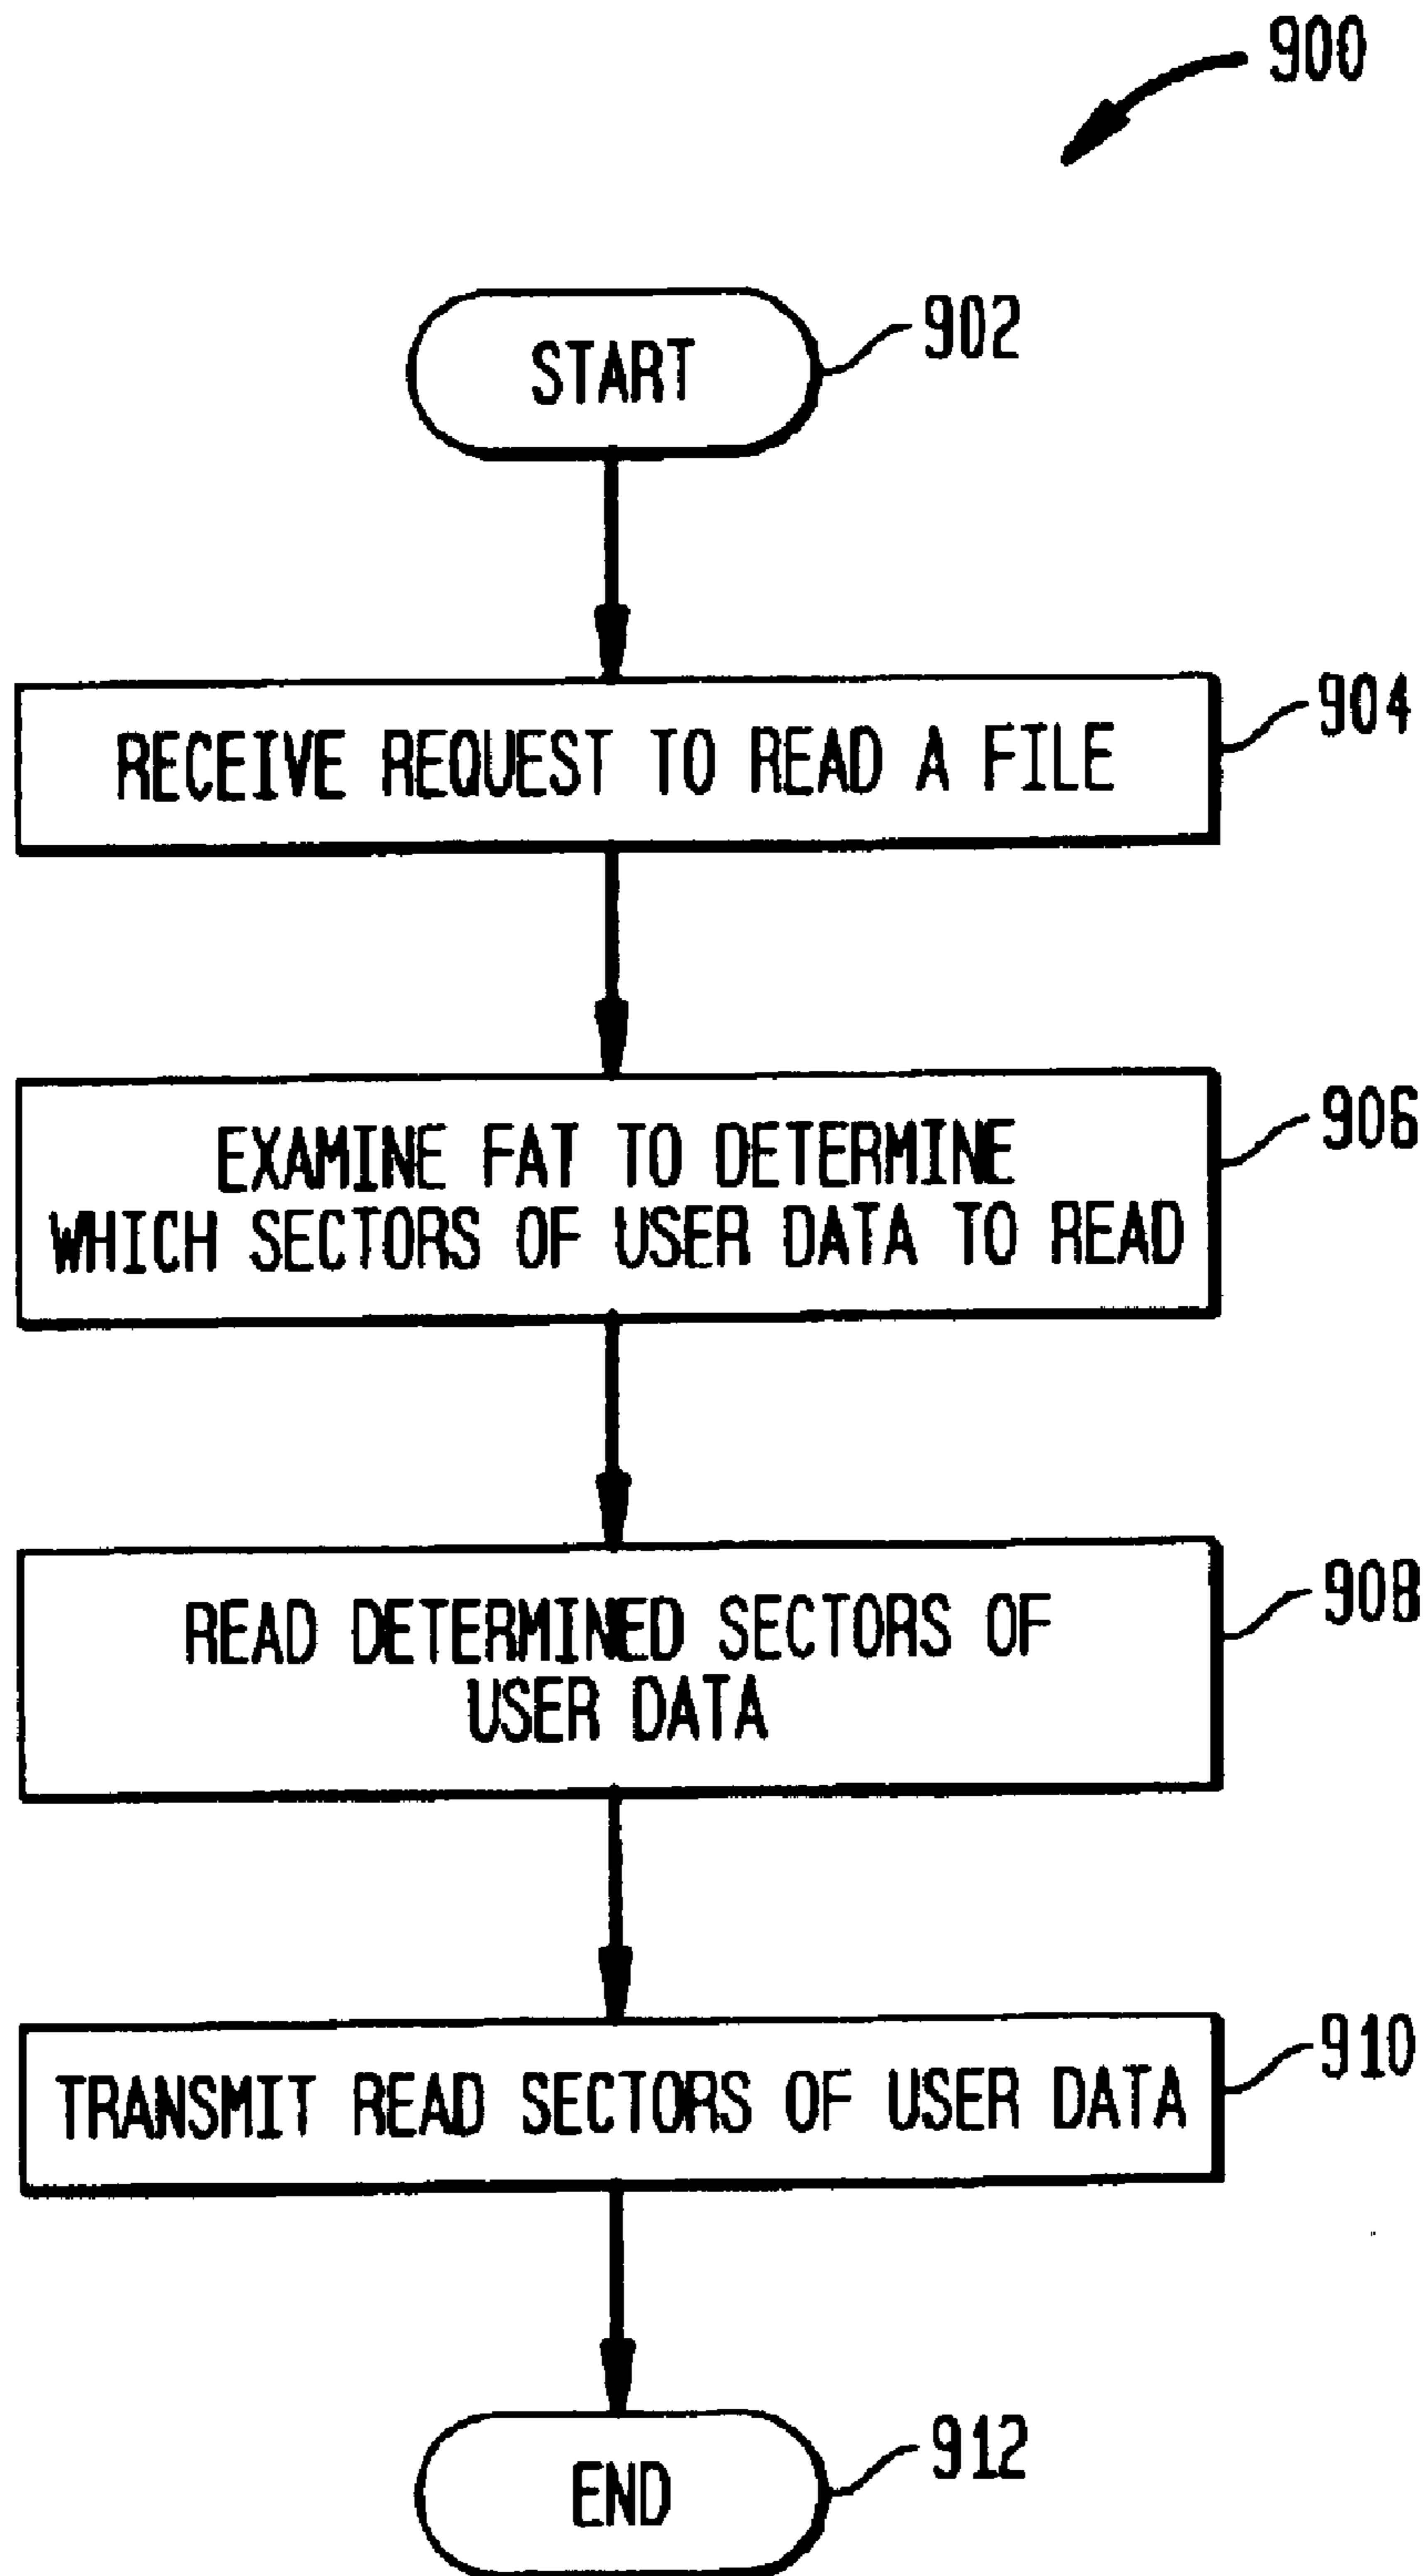 900
START
902
RECEIVE REQUEST TO READ A FILE
904
EXAMINE FAT TO DETERMINE
WHICH SECTORS OF USER DATA TO READ
906
READ DETERMINED SECTORS OF
USER DATA
908
TRANSMIT READ SECTORS OF USER DATA
910
END
912